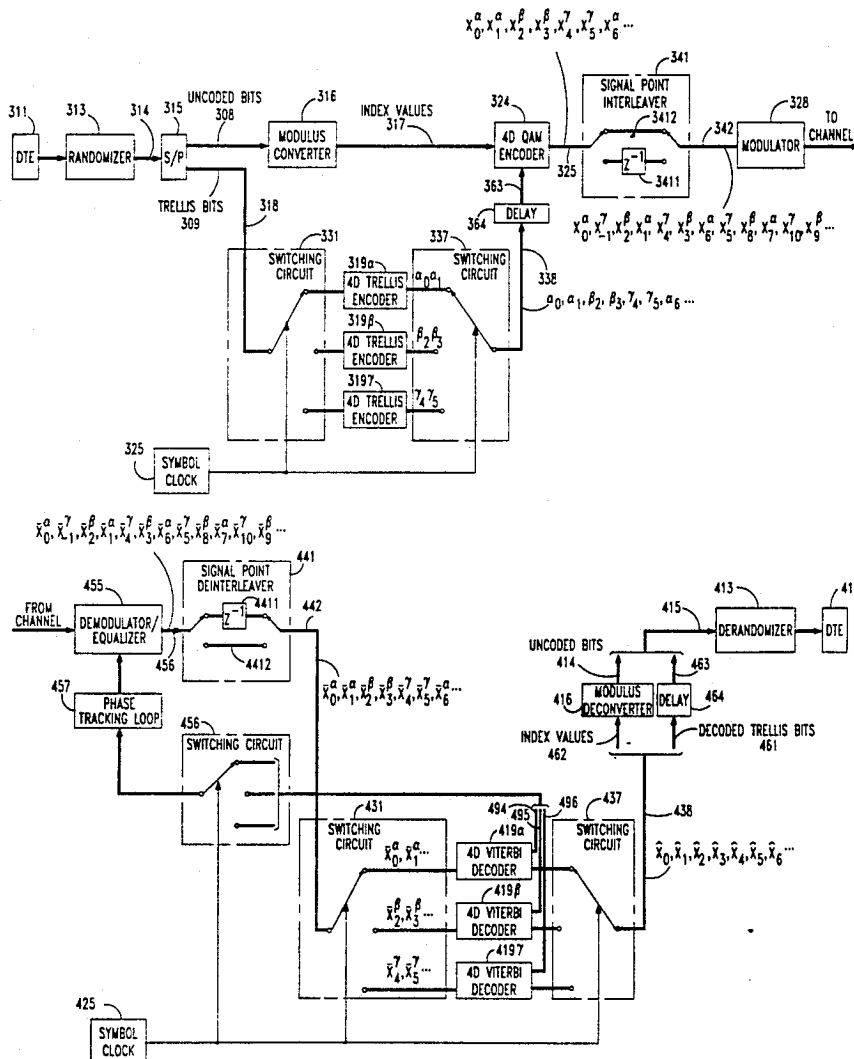 x₀^α, x₁^α, x₂^β, x₃^β, x₄^γ, x₅^γ, x₆^α ...
311
DTE
313
RANDOMIZER
314
315
S/P
UNCODED BITS
308
TRELLIS BITS
309
316
MODULUS
CONVERTER
INDEX VALUES
317
324
4D QAM
ENCODER
325
341
SIGNAL POINT
INTERLEAVER
3412
Z⁻¹
3411
342
328
MODULATOR
TO
CHANNEL
363
364
DELAY
x₀^α, x₋₁^γ, x₂^β, x₁^α, x₄^γ, x₃^β, x₆^α, x₅^γ, x₈^β, x₇^α, x₁₀^γ, x₉^β ...
318
331
SWITCHING
CIRCUIT
337
SWITCHING
CIRCUIT
338
319α
4D TRELLIS
ENCODER
α₀α₁
319β
4D TRELLIS
ENCODER
β₂β₃
319γ
4D TRELLIS
ENCODER
γ₄γ₅
α₀, α₁, β₂, β₃, γ₄, γ₅, α₆ ...
325
SYMBOL
CLOCK
x̄₀^α, x̄₋₁^γ, x̄₂^β, x̄₁^α, x̄₄^γ, x̄₃^β, x̄₆^α, x̄₅^γ, x̄₈^β, x̄₇^α, x̄₁₀^γ, x̄₉^β ...
FROM
CHANNEL
455
DEMODULATOR/
EQUALIZER
456
441
SIGNAL POINT
DEINTERLEAVER
4411
Z⁻¹
4412
442
457
PHASE
TRACKING LOOP
x̄₀^α, x̄₁^α, x̄₂^β, x̄₃^β, x̄₄^γ, x̄₅^γ, x̄₆^α ...
456
SWITCHING CIRCUIT
415
413
DERANDOMIZER
41
DTE
UNCODED BITS
414
463
416
MODULUS
DECONVERTER
DELAY
464
INDEX VALUES
462
DECODED TRELLIS BITS
461
431
SWITCHING
CIRCUIT
494
495
496
437
SWITCHING
CIRCUIT
438
x̄₀^α, x̄₁^α ...
419α
4D VITERBI
DECODER
x̄₂^β, x̄₃^β ...
419β
4D VITERBI
DECODER
x̄₄^γ, x̄₅^γ ...
419γ
4D VITERBI
DECODER
x̂₀, x̂₁, x̂₂, x̂₃, x̂₄, x̂₅, x̂₆ ...
425
SYMBOL
CLOCK